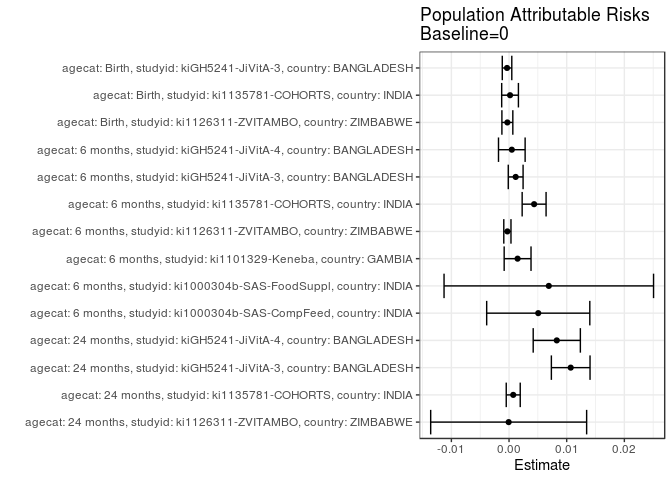 Population Attributable Risks
Baseline=0
agecat: Birth, studyid: kiGH5241-JiVitA-3, country: BANGLADESH
agecat: Birth, studyid: ki1135781-COHORTS, country: INDIA
agecat: Birth, studyid: ki1126311-ZVITAMBO, country: ZIMBABWE
agecat: 6 months, studyid: kiGH5241-JiVitA-4, country: BANGLADESH
agecat: 6 months, studyid: kiGH5241-JiVitA-3, country: BANGLADESH
agecat: 6 months, studyid: ki1135781-COHORTS, country: INDIA
agecat: 6 months, studyid: ki1126311-ZVITAMBO, country: ZIMBABWE
agecat: 6 months, studyid: ki1101329-Keneba, country: GAMBIA
agecat: 6 months, studyid: ki1000304b-SAS-FoodSuppl, country: INDIA
agecat: 6 months, studyid: ki1000304b-SAS-CompFeed, country: INDIA
agecat: 24 months, studyid: kiGH5241-JiVitA-4, country: BANGLADESH
agecat: 24 months, studyid: kiGH5241-JiVitA-3, country: BANGLADESH
agecat: 24 months, studyid: ki1135781-COHORTS, country: INDIA
agecat: 24 months, studyid: ki1126311-ZVITAMBO, country: ZIMBABWE
-0.01 0.00 0.01 0.02
Estimate